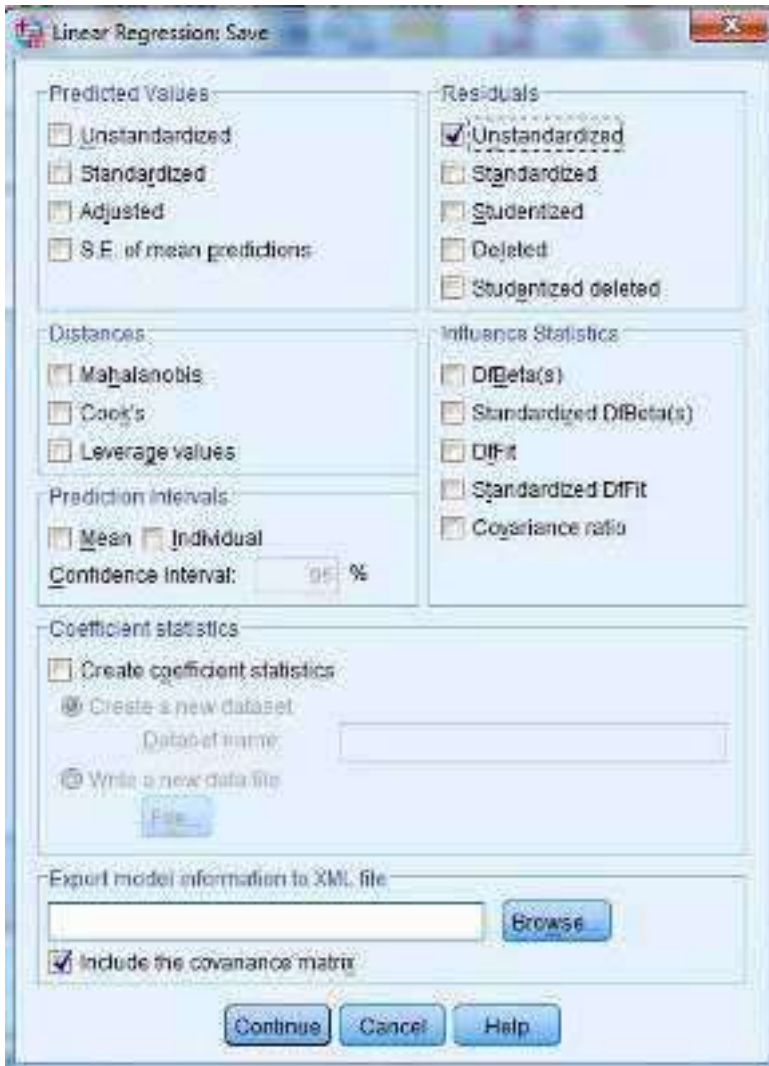 Linear Regression: Save
Predicted Values
Unstandardized
Standardized
Adjusted
S.E. of mean predictions
Residuals
Unstandardized
Standardized
Studentized
Deleted
Studentized deleted
Distances
Mahalanobis
Cook's
Leverage values
Influence Statistics
DfBeta(s)
Standardized DfBeta(s)
DfFit
Standardized DfFit
Covariance ratio
Prediction Intervals
Mean Individual
Confidence Interval: 95 %
Coefficient statistics
Create coefficient statistics
Create a new dataset
Dataset name
Write a new data file
File...
Export model information to XML file
Browse...
Include the covariance matrix
Continue Cancel Help